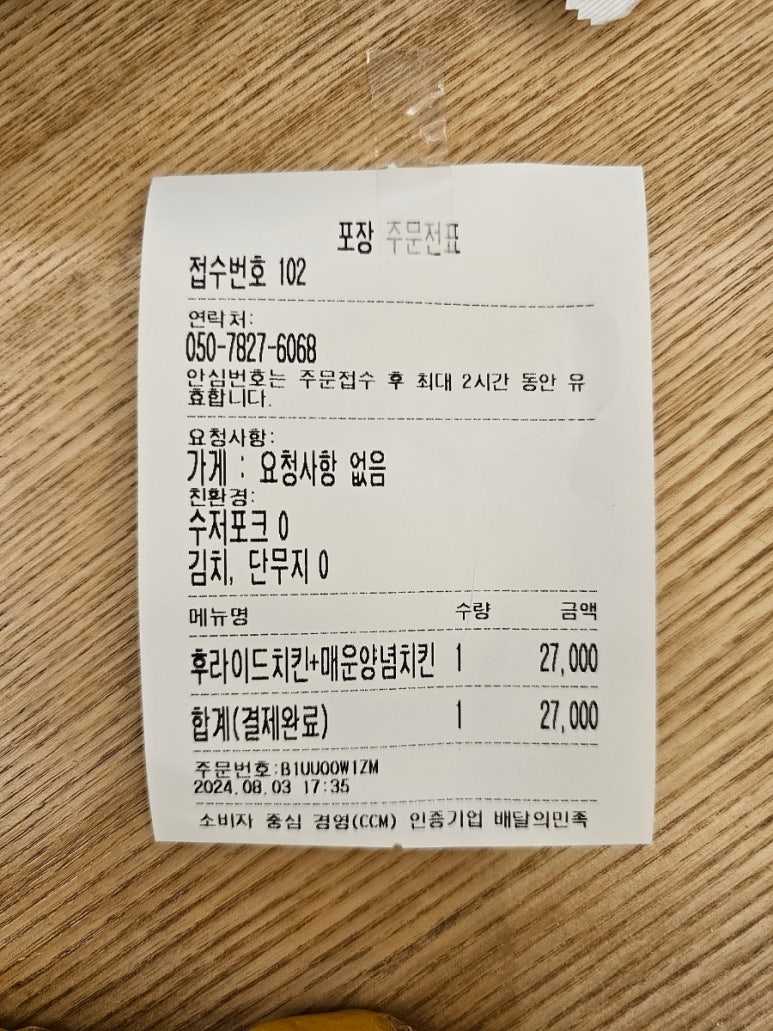 포장 주문전표
접수번호 102
연락처:
050-7827-6068
안심번호는 주문접수 후 최대 2시간 동안 유
효합니다.
요청사항:
가게 : 요청사항 없음
친환경:
수저포크 0
김치, 단무지 0
메뉴명 수량 금액
후라이드치킨+매운양념치킨 1 27,000
합계(결제완료) 1 27,000
주문번호:B1UU00W1ZM
2024.08.03 17:35
소비자 중심 경영(CCM) 인증기업 배달의민족